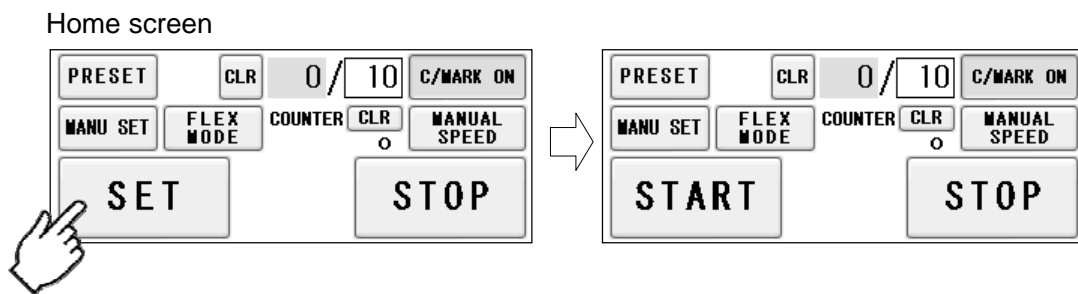 Home screen
PRESET CLR 0/10 C/MARK ON
MANU SET FLEX MODE COUNTER CLR 0 MANUAL SPEED
SET STOP
PRESET CLR 0/10 C/MARK ON
MANU SET FLEX MODE COUNTER CLR 0 MANUAL SPEED
START STOP